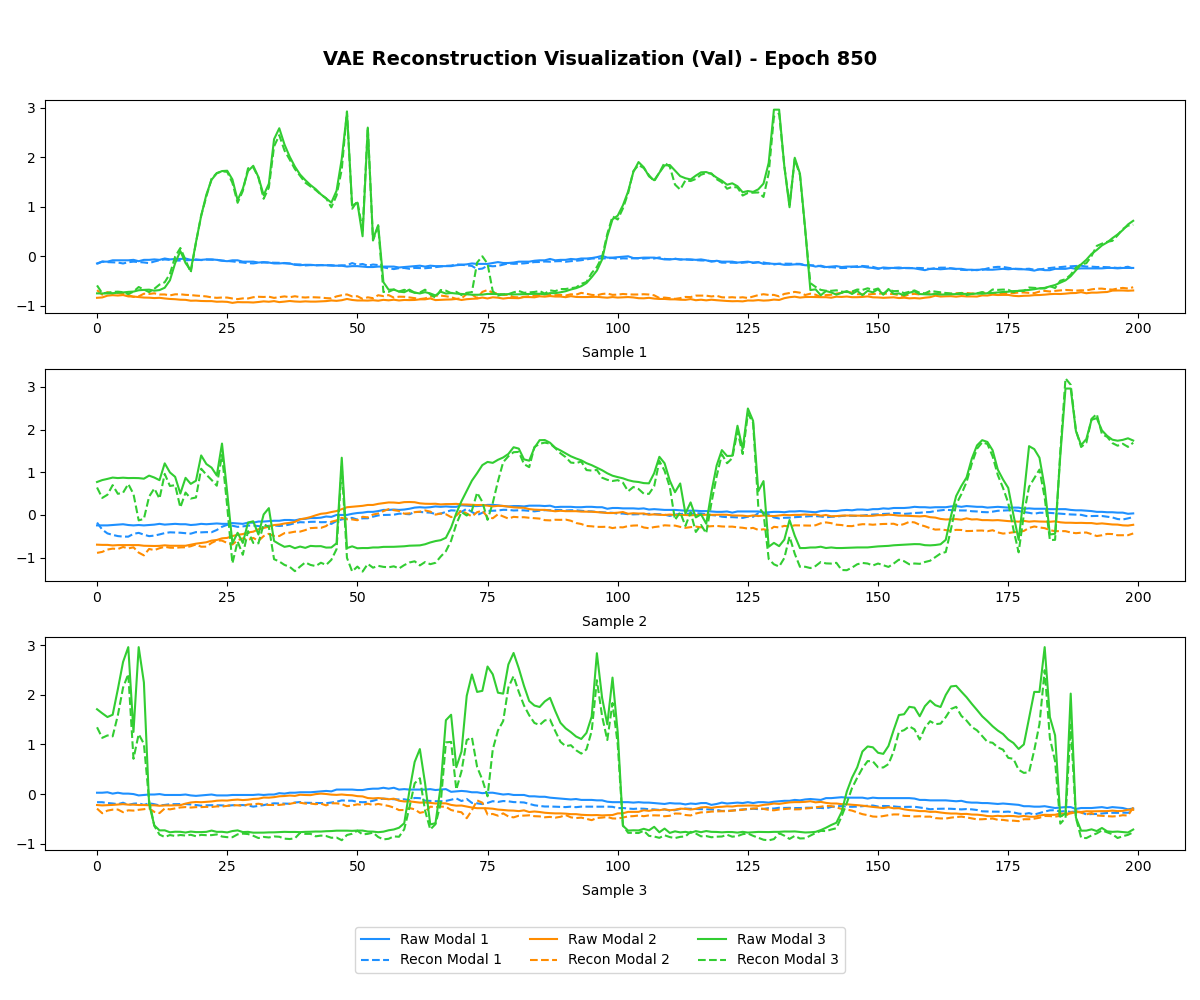 VAE Reconstruction Visualization (Val) - Epoch 850
3
2
1
0
−1
0 25 50 75 100 125 150 175 200
Sample 1
3
2
1
0
−1
0 25 50 75 100 125 150 175 200
Sample 2
3
2
1
0
−1
0 25 50 75 100 125 150 175 200
Sample 3
Raw Modal 1 Raw Modal 2 Raw Modal 3
Recon Modal 1 Recon Modal 2 Recon Modal 3